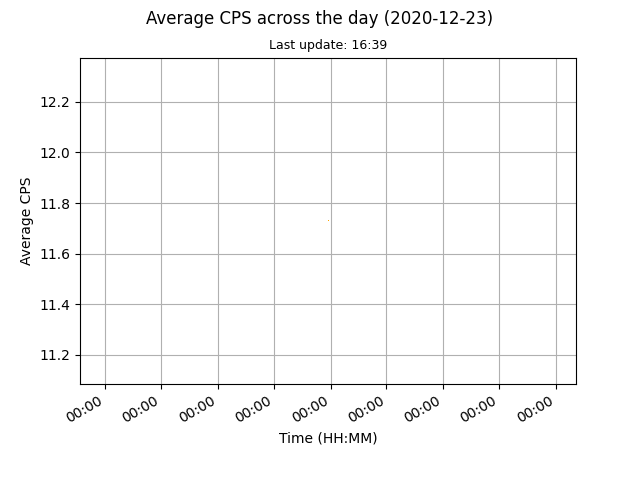 Average CPS across the day (2020-12-23)
Last update: 16:39
12.2
12.0
11.8
11.6
11.4
11.2
Average CPS
00:00 00:00 00:00 00:00 00:00 00:00 00:00 00:00 00:00
Time (HH:MM)